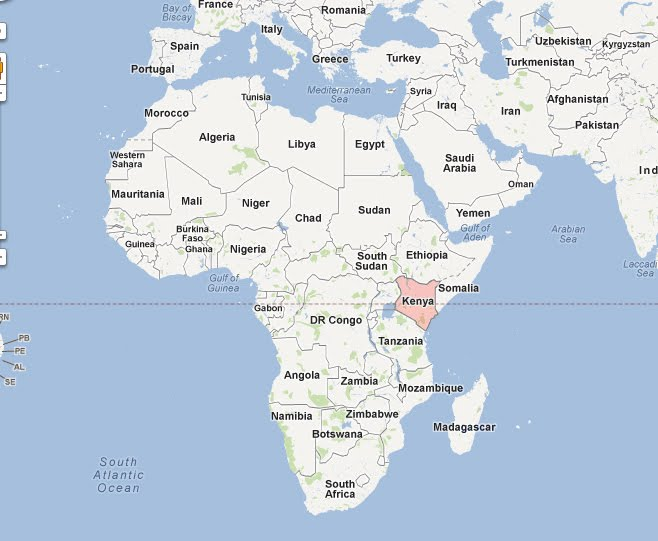 France
Bay of
Biscay
Romania
Italy
Spain
Uzbekistan
Kyrgyzstan
Portugal
Greece
Turkey
Turkmenistan
Mediterranean
Sea
Tunisia
Syria
Iraq
Iran
Afghanistan
Morocco
Pakistan
Algeria
Libya
Egypt
Western
Sahara
Saudi
Arabia
Ind
Oman
Mauritania
Mali
Niger
Chad
Sudan
Yemen
Burkina
Faso
Guinea
Ghana
Nigeria
South
Sudan
Ethiopia
Gulf of
Aden
Arabian
Sea
Laccadi
Sea
Gulf of
Guinea
Somalia
Gabon
Kenya
RN
DR Congo
PB
PE
AL
SE
Tanzania
Angola
Zambia
Mozambique
Namibia
Zimbabwe
Botswana
Madagascar
South
Atlantic
Ocean
South
Africa